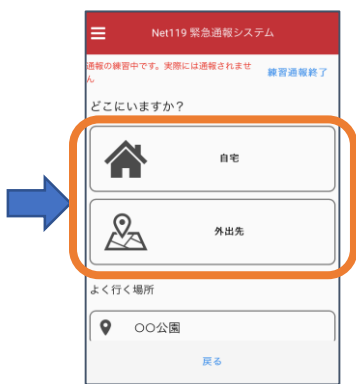 Net119 緊急通報システム
通報の練習中です。実際には通報されませ
ん
練習通報終了
どこにいますか？
自宅
外出先
よく行く場所
〇〇公園
戻る